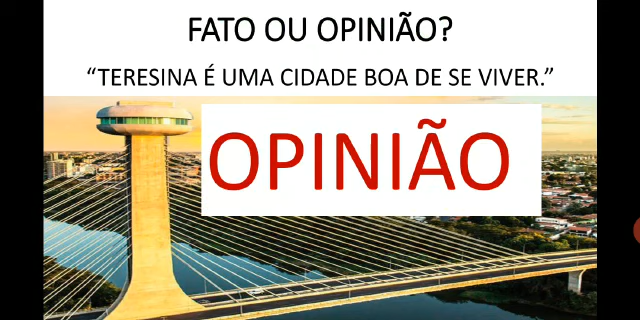 FATO OU OPINIÃO?
“TERESINA É UMA CIDADE BOA DE SE VIVER.”
OPINIÃO